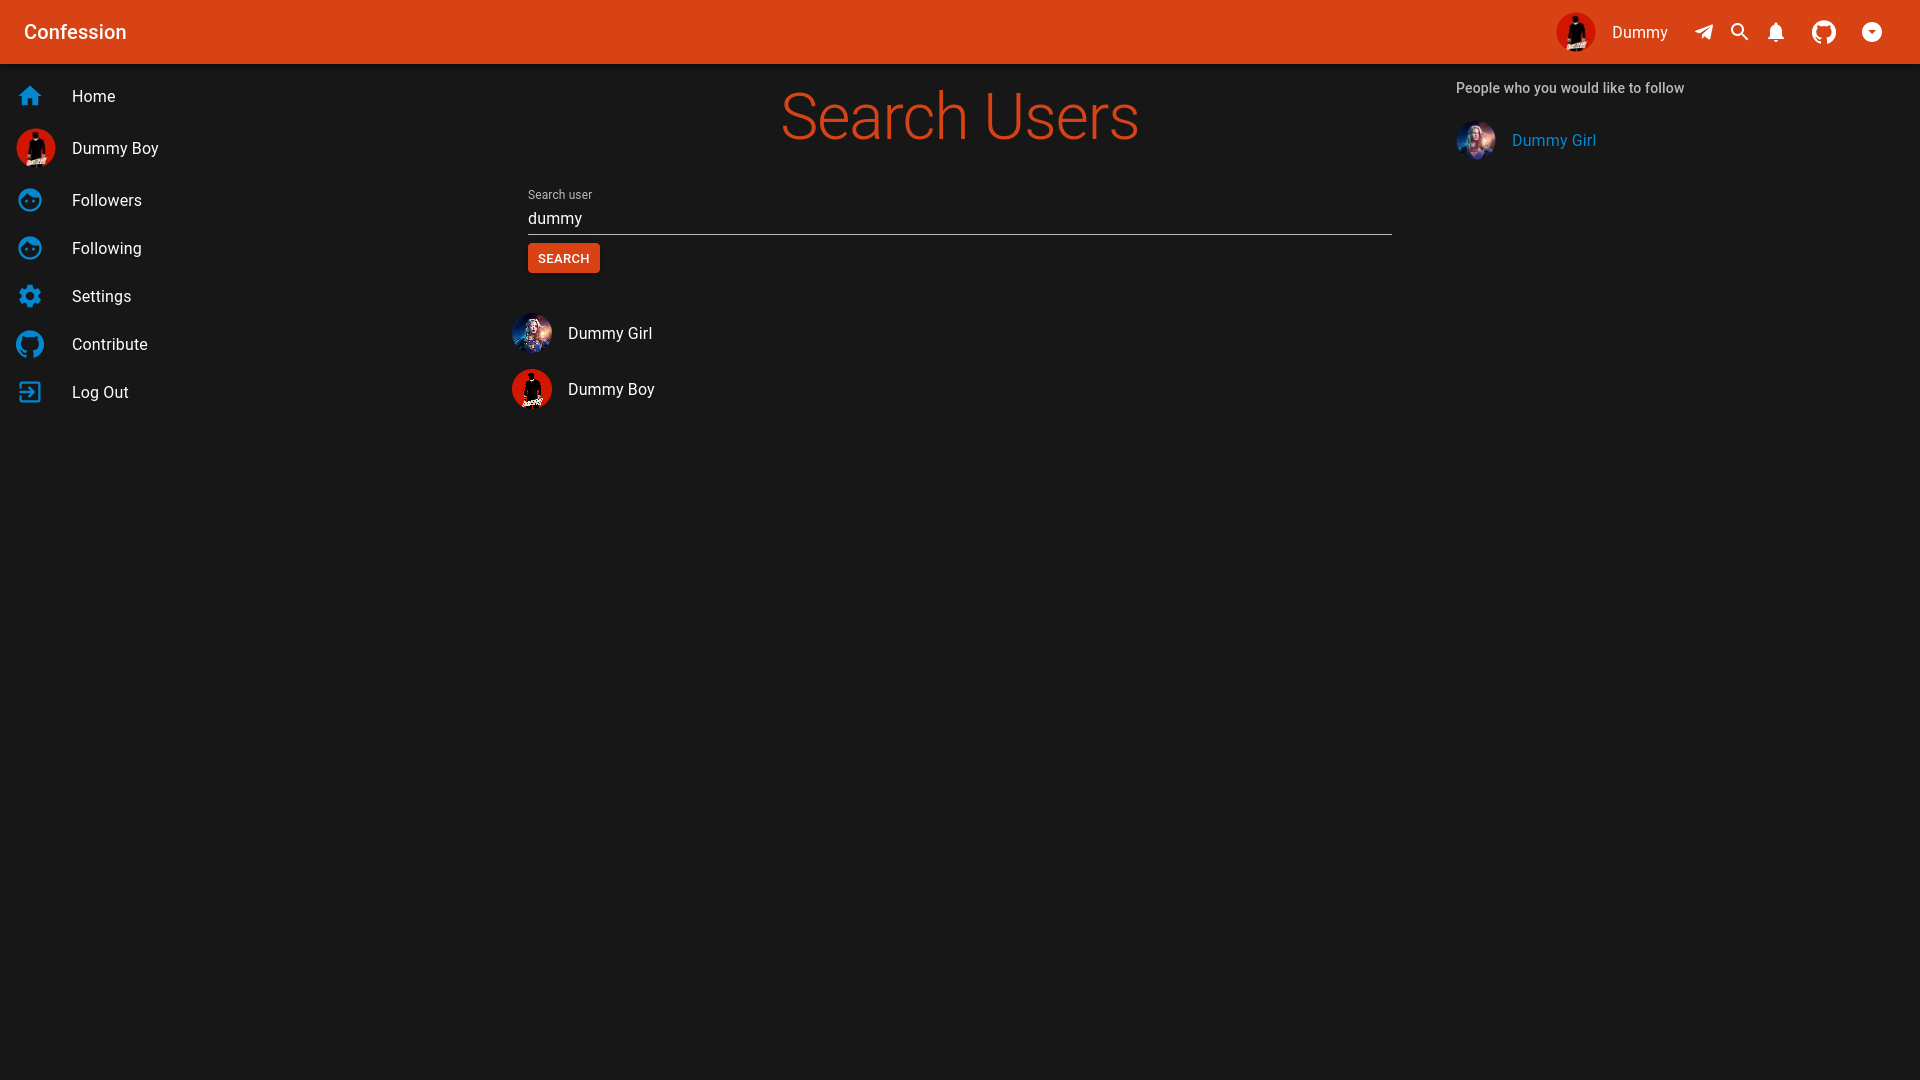 Confession
Dummy
Home
Dummy Boy
Followers
Following
Settings
Contribute
Log Out
Search Users
Search user
dummy
SEARCH
Dummy Girl
Dummy Boy
People who you would like to follow
Dummy Girl